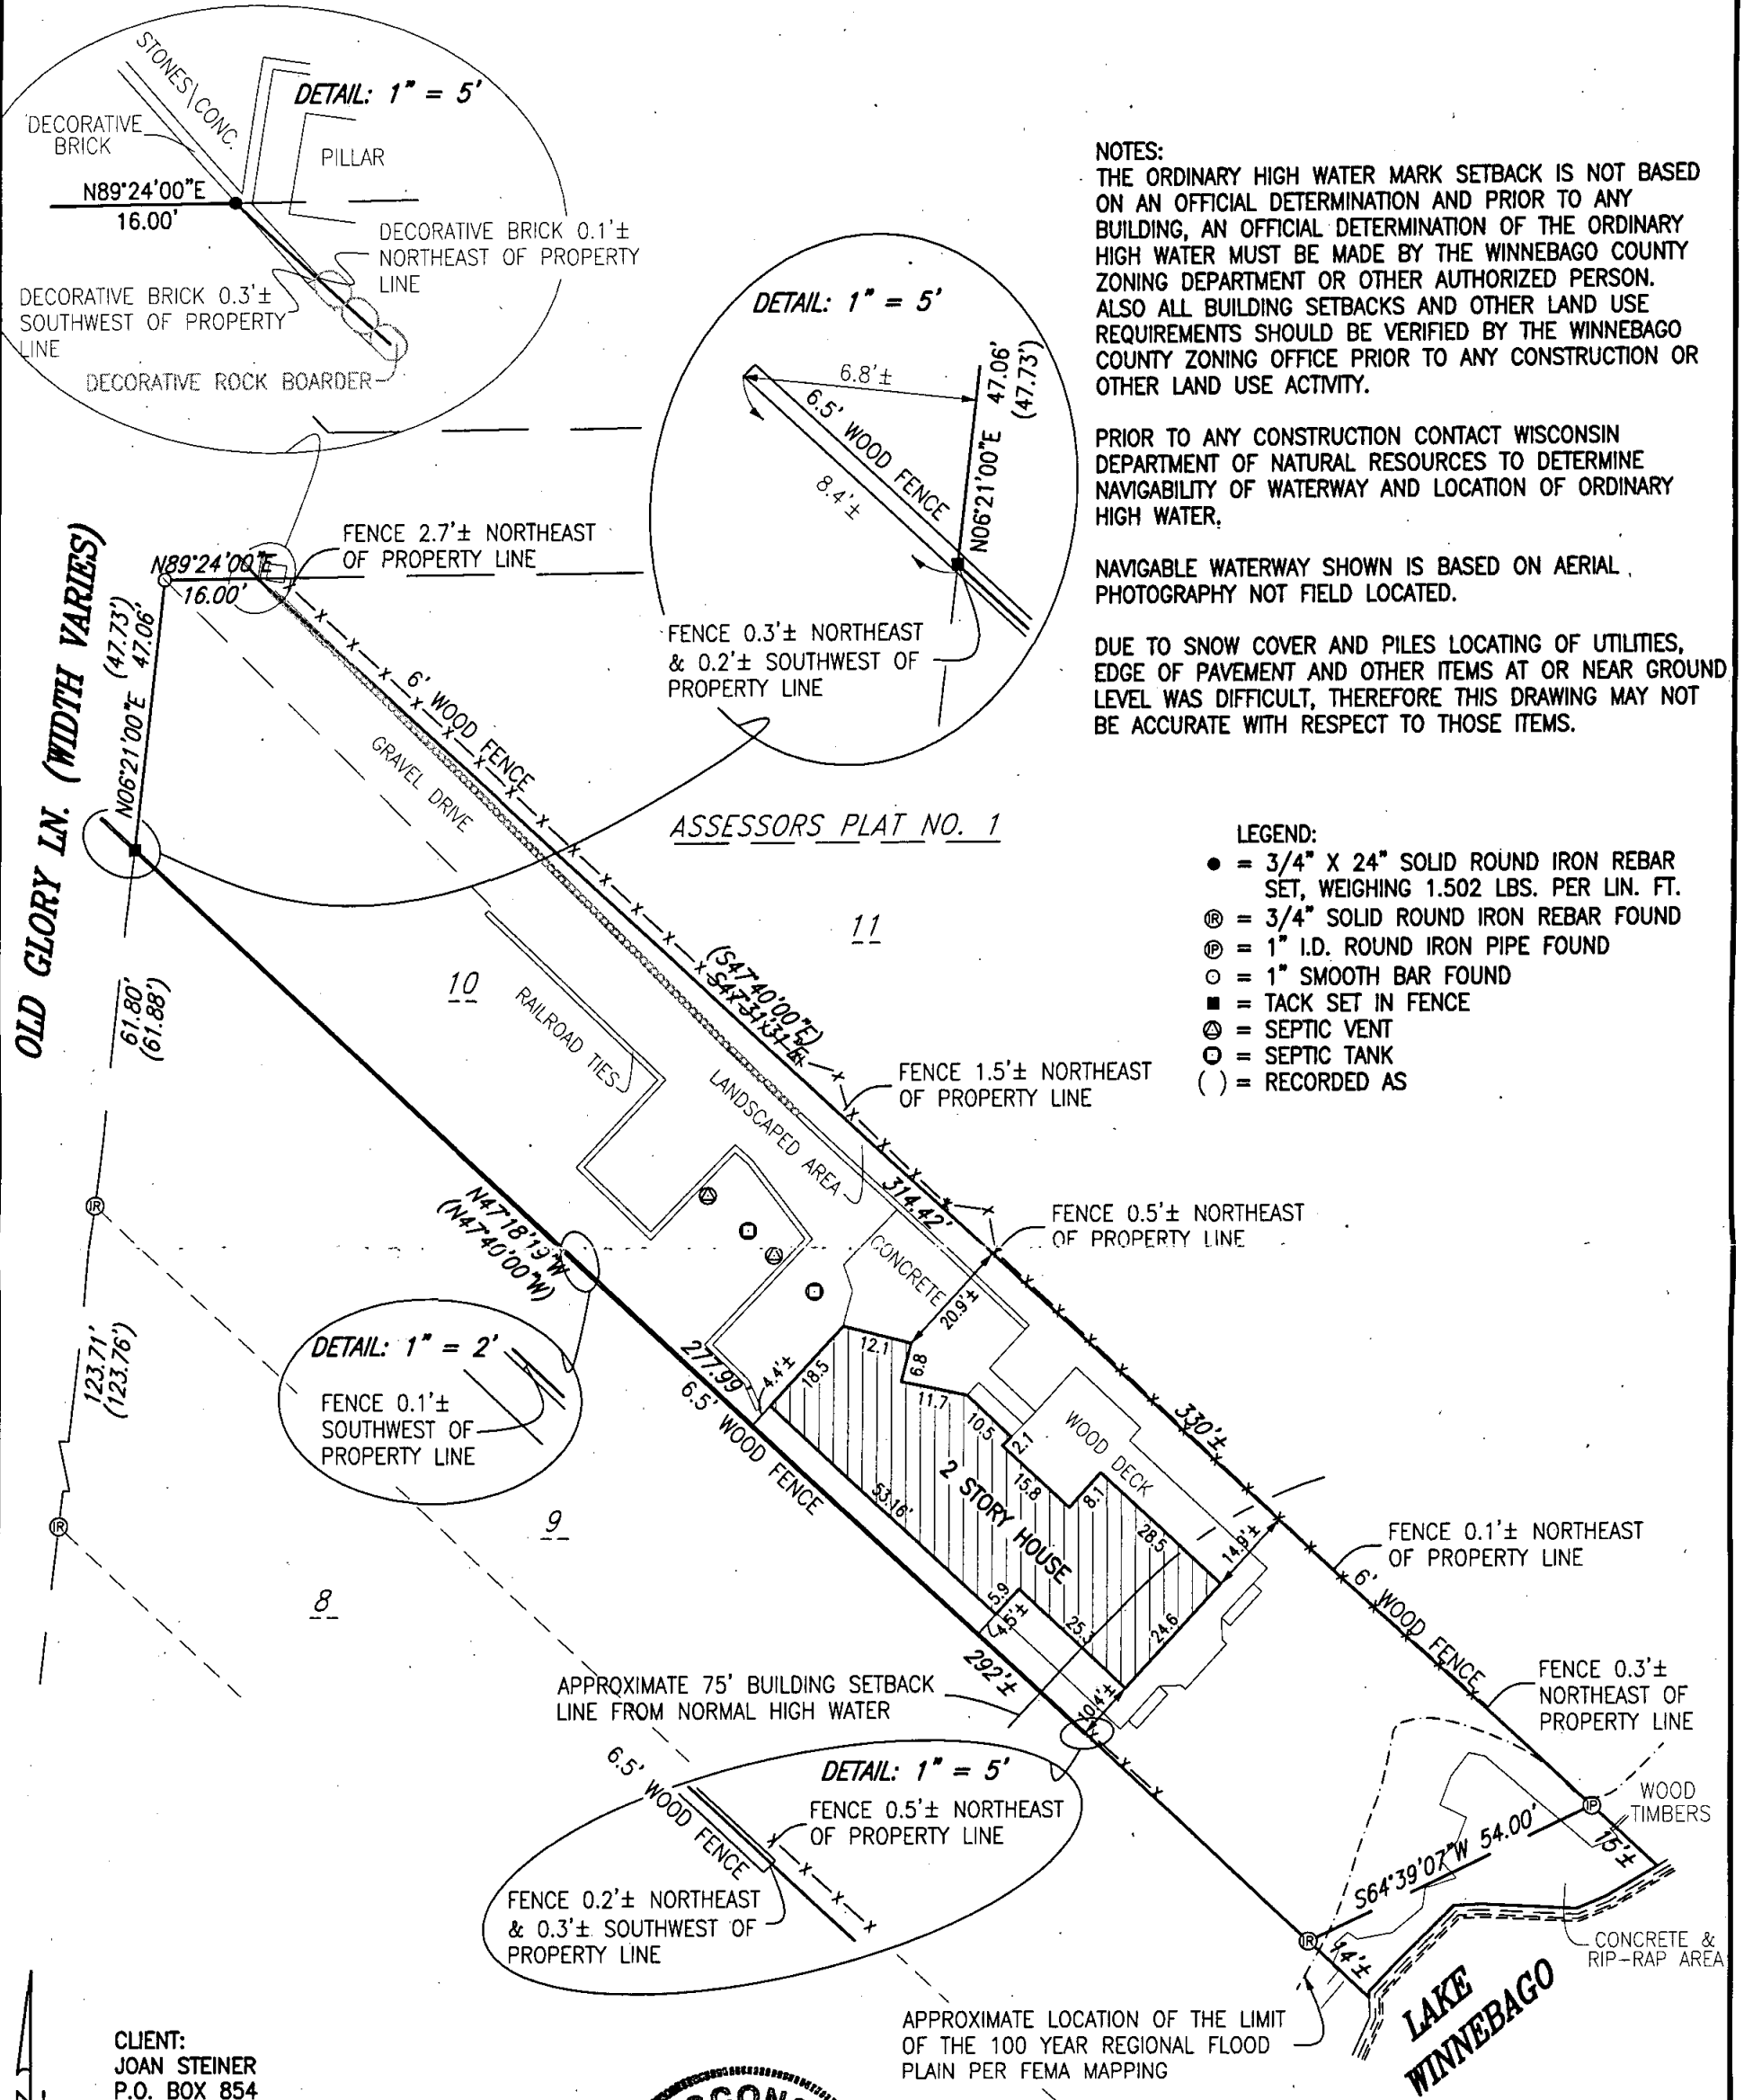 STONES\CONC.
DETAIL: 1" = 5'
DECORATIVE
BRICK
PILLAR
N89°24'00"E
16.00'
DECORATIVE BRICK 0.1'±
NORTHEAST OF PROPERTY
LINE
DECORATIVE BRICK 0.3'±
SOUTHWEST OF PROPERTY
LINE
DECORATIVE ROCK BOARDER
DETAIL: 1" = 5'
6.8'±
47.06'
(47.73')
6.5' WOOD FENCE
8.4'±
N06°21'00"E
FENCE 0.3'± NORTHEAST
& 0.2'± SOUTHWEST OF
PROPERTY LINE
NOTES:
THE ORDINARY HIGH WATER MARK SETBACK IS NOT BASED
ON AN OFFICIAL DETERMINATION AND PRIOR TO ANY
BUILDING, AN OFFICIAL DETERMINATION OF THE ORDINARY
HIGH WATER MUST BE MADE BY THE WINNEBAGO COUNTY
ZONING DEPARTMENT OR OTHER AUTHORIZED PERSON.
ALSO ALL BUILDING SETBACKS AND OTHER LAND USE
REQUIREMENTS SHOULD BE VERIFIED BY THE WINNEBAGO
COUNTY ZONING OFFICE PRIOR TO ANY CONSTRUCTION OR
OTHER LAND USE ACTIVITY.
PRIOR TO ANY CONSTRUCTION CONTACT WISCONSIN
DEPARTMENT OF NATURAL RESOURCES TO DETERMINE
NAVIGABILITY OF WATERWAY AND LOCATION OF ORDINARY
HIGH WATER.
NAVIGABLE WATERWAY SHOWN IS BASED ON AERIAL
PHOTOGRAPHY NOT FIELD LOCATED.
DUE TO SNOW COVER AND PILES LOCATING OF UTILITIES,
EDGE OF PAVEMENT AND OTHER ITEMS AT OR NEAR GROUND
LEVEL WAS DIFFICULT, THEREFORE THIS DRAWING MAY NOT
BE ACCURATE WITH RESPECT TO THOSE ITEMS.
LEGEND:
● = 3/4" X 24" SOLID ROUND IRON REBAR
SET, WEIGHING 1.502 LBS. PER LIN. FT.
IR = 3/4" SOLID ROUND IRON REBAR FOUND
IP = 1" I.D. ROUND IRON PIPE FOUND
○ = 1" SMOOTH BAR FOUND
■ = TACK SET IN FENCE
= SEPTIC VENT
= SEPTIC TANK
( ) = RECORDED AS
OLD GLORY LN. (WIDTH VARIES)
FENCE 2.7'± NORTHEAST
OF PROPERTY LINE
N89°24'00"E
16.00'
(47.73')
47.06'
N06°21'00"E
6' WOOD FENCE
GRAVEL DRIVE
ASSESSORS PLAT NO. 1
11
10
61.80'
(61.88')
RAILROAD TIES
(S47°40'00"E)
S47°31'31"E
LANDSCAPED AREA
FENCE 1.5'± NORTHEAST
OF PROPERTY LINE
314.42'
FENCE 0.5'± NORTHEAST
OF PROPERTY LINE
IR
N47°18'19"W
(N47°40'00"W)
CONCRETE
20.9'±
123.71'
(123.76')
DETAIL: 1" = 2'
FENCE 0.1'±
SOUTHWEST OF
PROPERTY LINE
277.99'
6.5' WOOD FENCE
4.4'±
18.5
12.1
6.8
11.7
10.5
2.1
15.8
8.1
28.5
WOOD DECK
2 STORY HOUSE
53.16'
330'±
14.9'±
5.9
4.6'±
25.3
24.6
10.4'±
292'±
FENCE 0.1'± NORTHEAST
OF PROPERTY LINE
6' WOOD FENCE
FENCE 0.3'±
NORTHEAST OF
PROPERTY LINE
IR
9
8
APPROXIMATE 75' BUILDING SETBACK
LINE FROM NORMAL HIGH WATER
6.5' WOOD FENCE
DETAIL: 1" = 5'
FENCE 0.5'± NORTHEAST
OF PROPERTY LINE
FENCE 0.2'± NORTHEAST
& 0.3'± SOUTHWEST OF
PROPERTY LINE
IP
WOOD
TIMBERS
15'±
S64°39'07"W 54.00'
IR
14'±
CONCRETE &
RIP-RAP AREA
LAKE
WINNEBAGO
APPROXIMATE LOCATION OF THE LIMIT
OF THE 100 YEAR REGIONAL FLOOD
PLAIN PER FEMA MAPPING
CLIENT:
JOAN STEINER
P.O. BOX 854